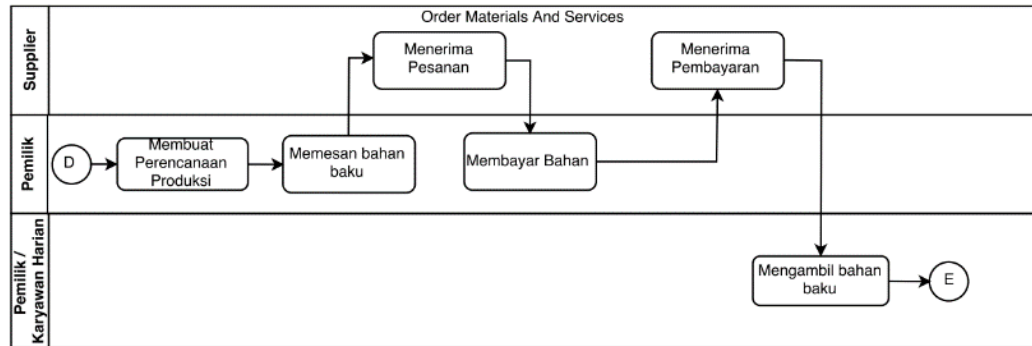 Order Materials And Services
Supplier
Menerima
Pesanan
Menerima
Pembayaran
Pemilik
D
Membuat
Perencanaan
Produksi
Memesan bahan
baku
Membayar Bahan
Pemilik /
Karyawan Harian
Mengambil bahan
baku
E